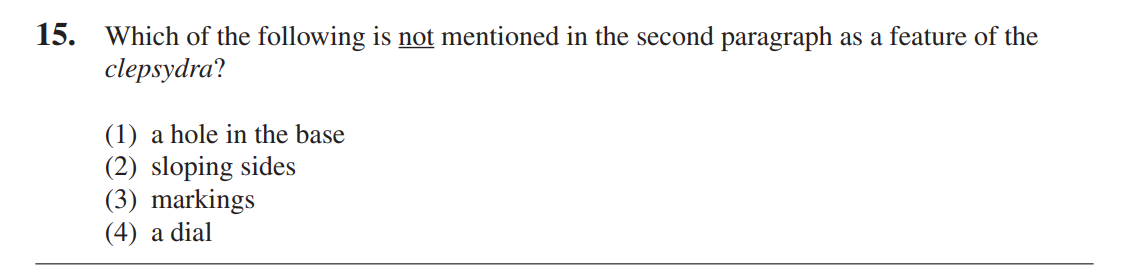 15. Which of the following is not mentioned in the second paragraph as a feature of the
clepsydra?
(1) a hole in the base
(2) sloping sides
(3) markings
(4) a dial